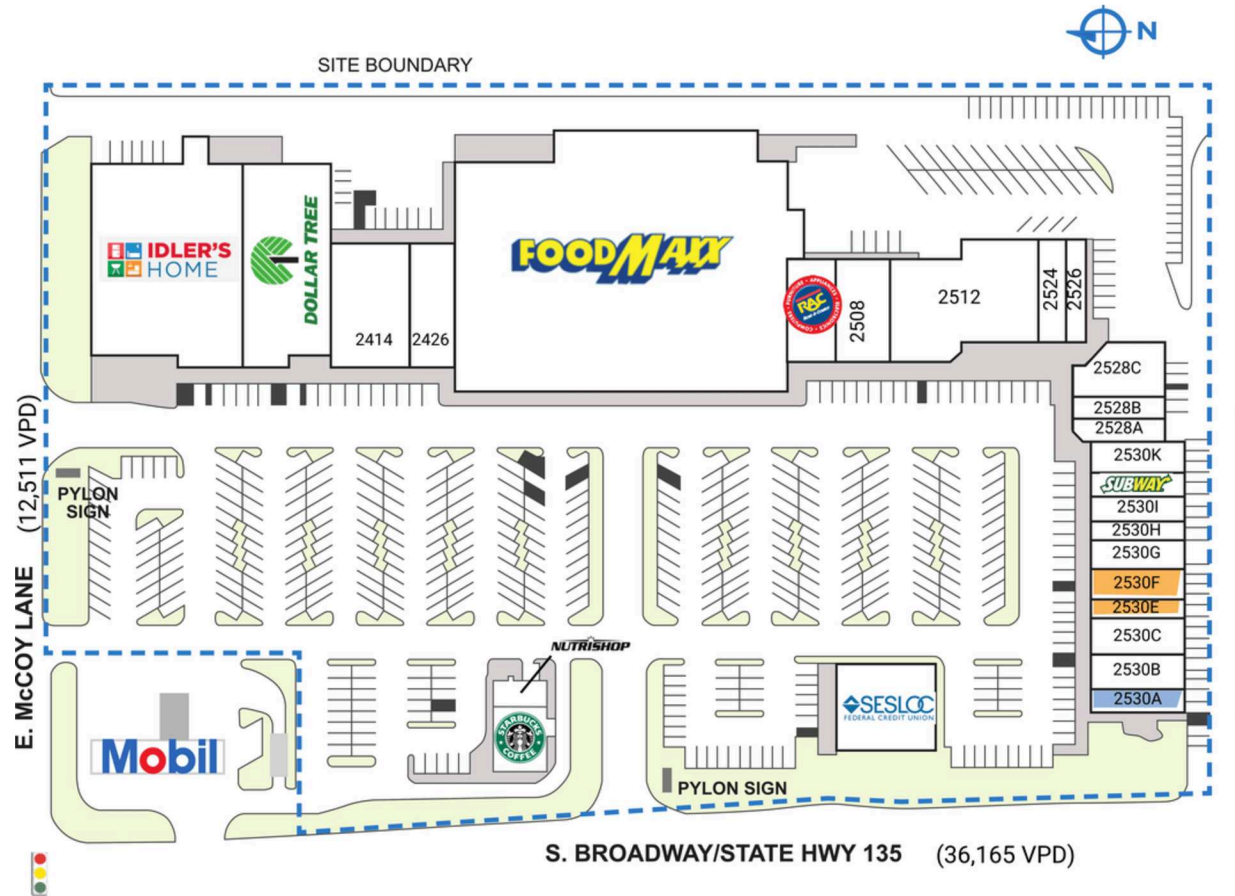 N
SITE BOUNDARY
IDLER'S
HOME
DOLLAR TREE
FOODMAXX
RAC
2414
2426
2508
2512
2524
2526
2528C
2528B
2528A
2530K
SUBWAY
2530I
2530H
2530G
2530F
2530E
2530C
2530B
2530A
PYLON
SIGN
E. McCOY LANE (12,511 VPD)
NUTRISHOP
STARBUCKS
COFFEE
SESLOC
FEDERAL CREDIT UNION
Mobil
PYLON SIGN
S. BROADWAY/STATE HWY 135 (36,165 VPD)